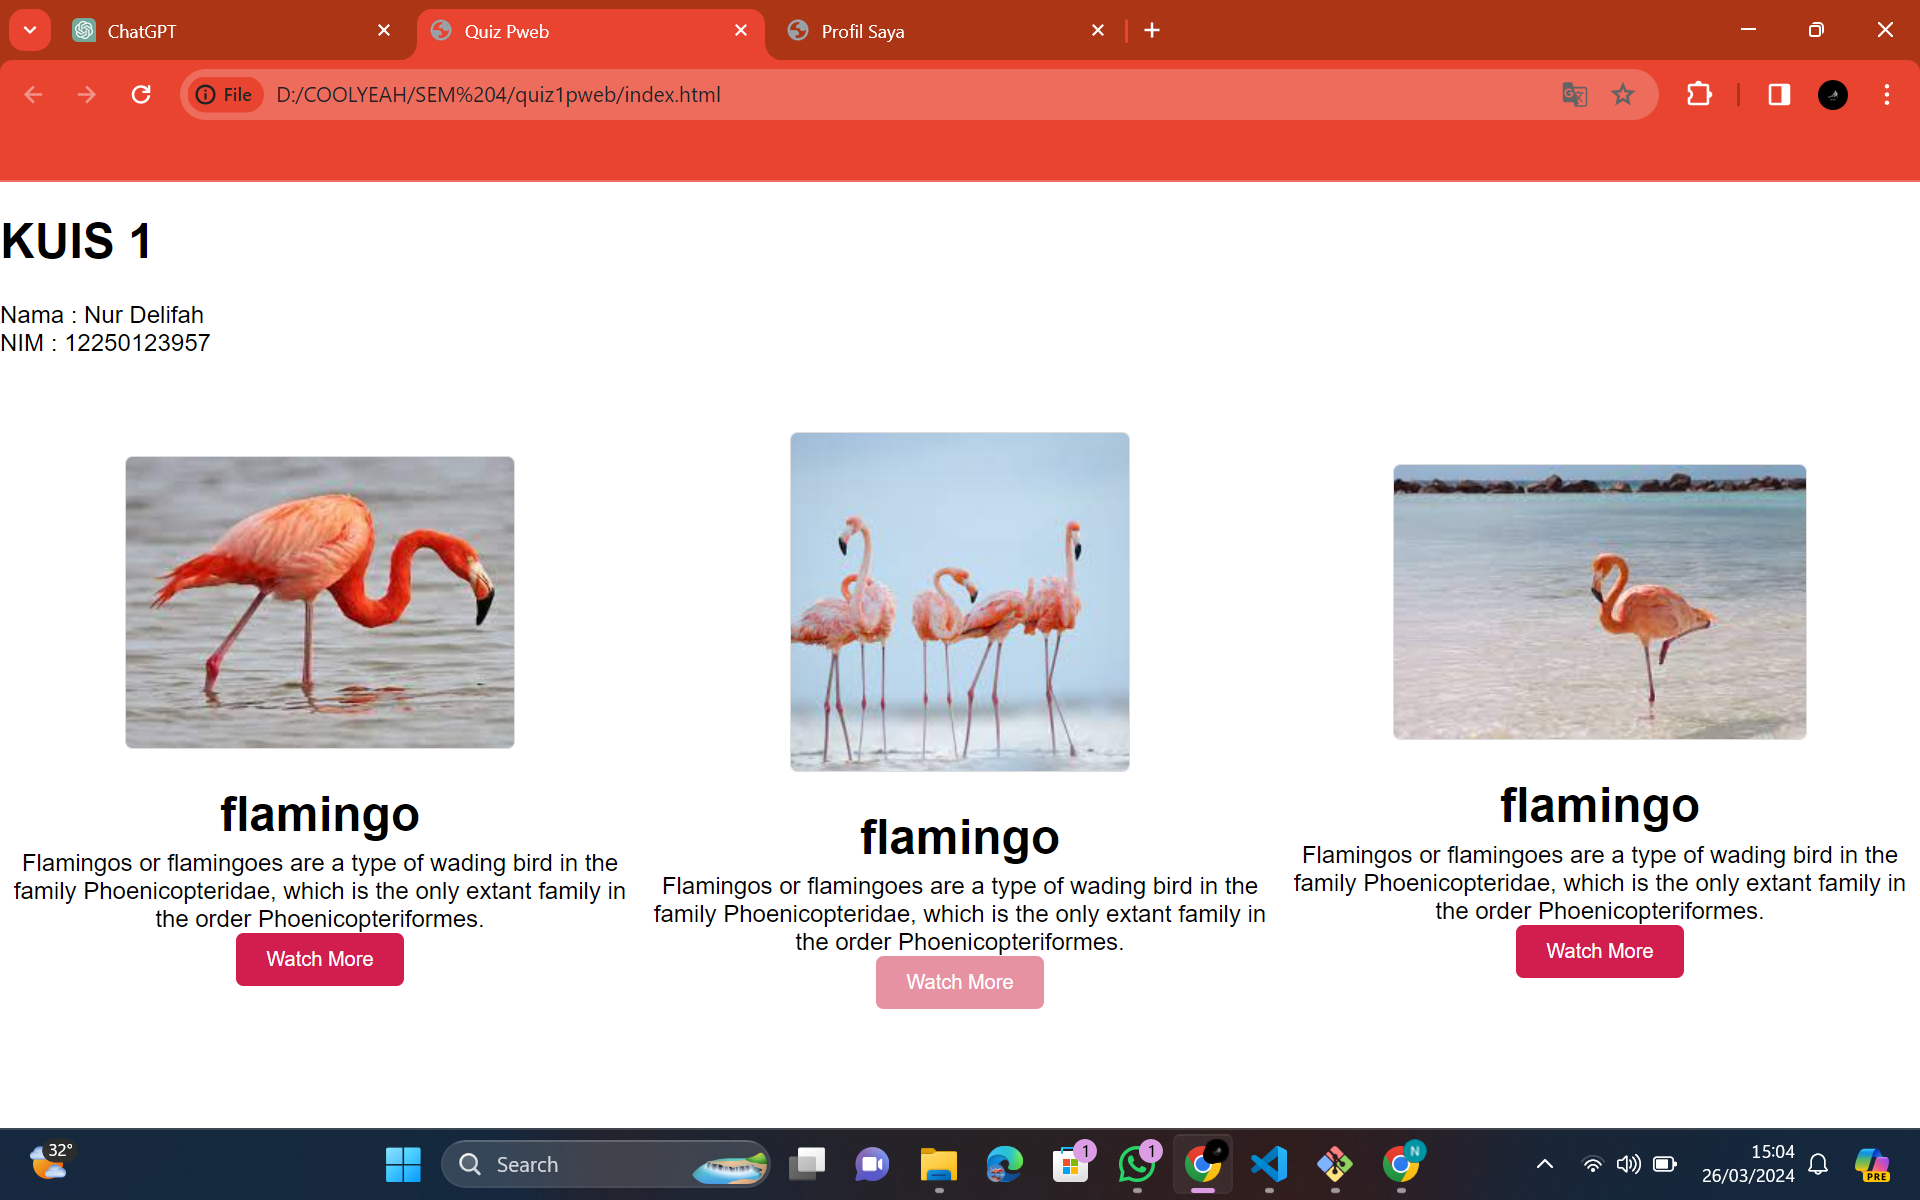 ChatGPT
Quiz Pweb
Profil Saya
File
D:/COOLYEAH/SEM%204/quiz1pweb/index.html
KUIS 1
Nama : Nur Delifah
NIM : 12250123957
flamingo
Flamingos or flamingoes are a type of wading bird in the
family Phoenicopteridae, which is the only extant family in
the order Phoenicopteriformes.
Watch More
flamingo
Flamingos or flamingoes are a type of wading bird in the
family Phoenicopteridae, which is the only extant family in
the order Phoenicopteriformes.
Watch More
flamingo
Flamingos or flamingoes are a type of wading bird in the
family Phoenicopteridae, which is the only extant family in
the order Phoenicopteriformes.
Watch More
32°
Search
1
1
N
15:04
26/03/2024
PRE